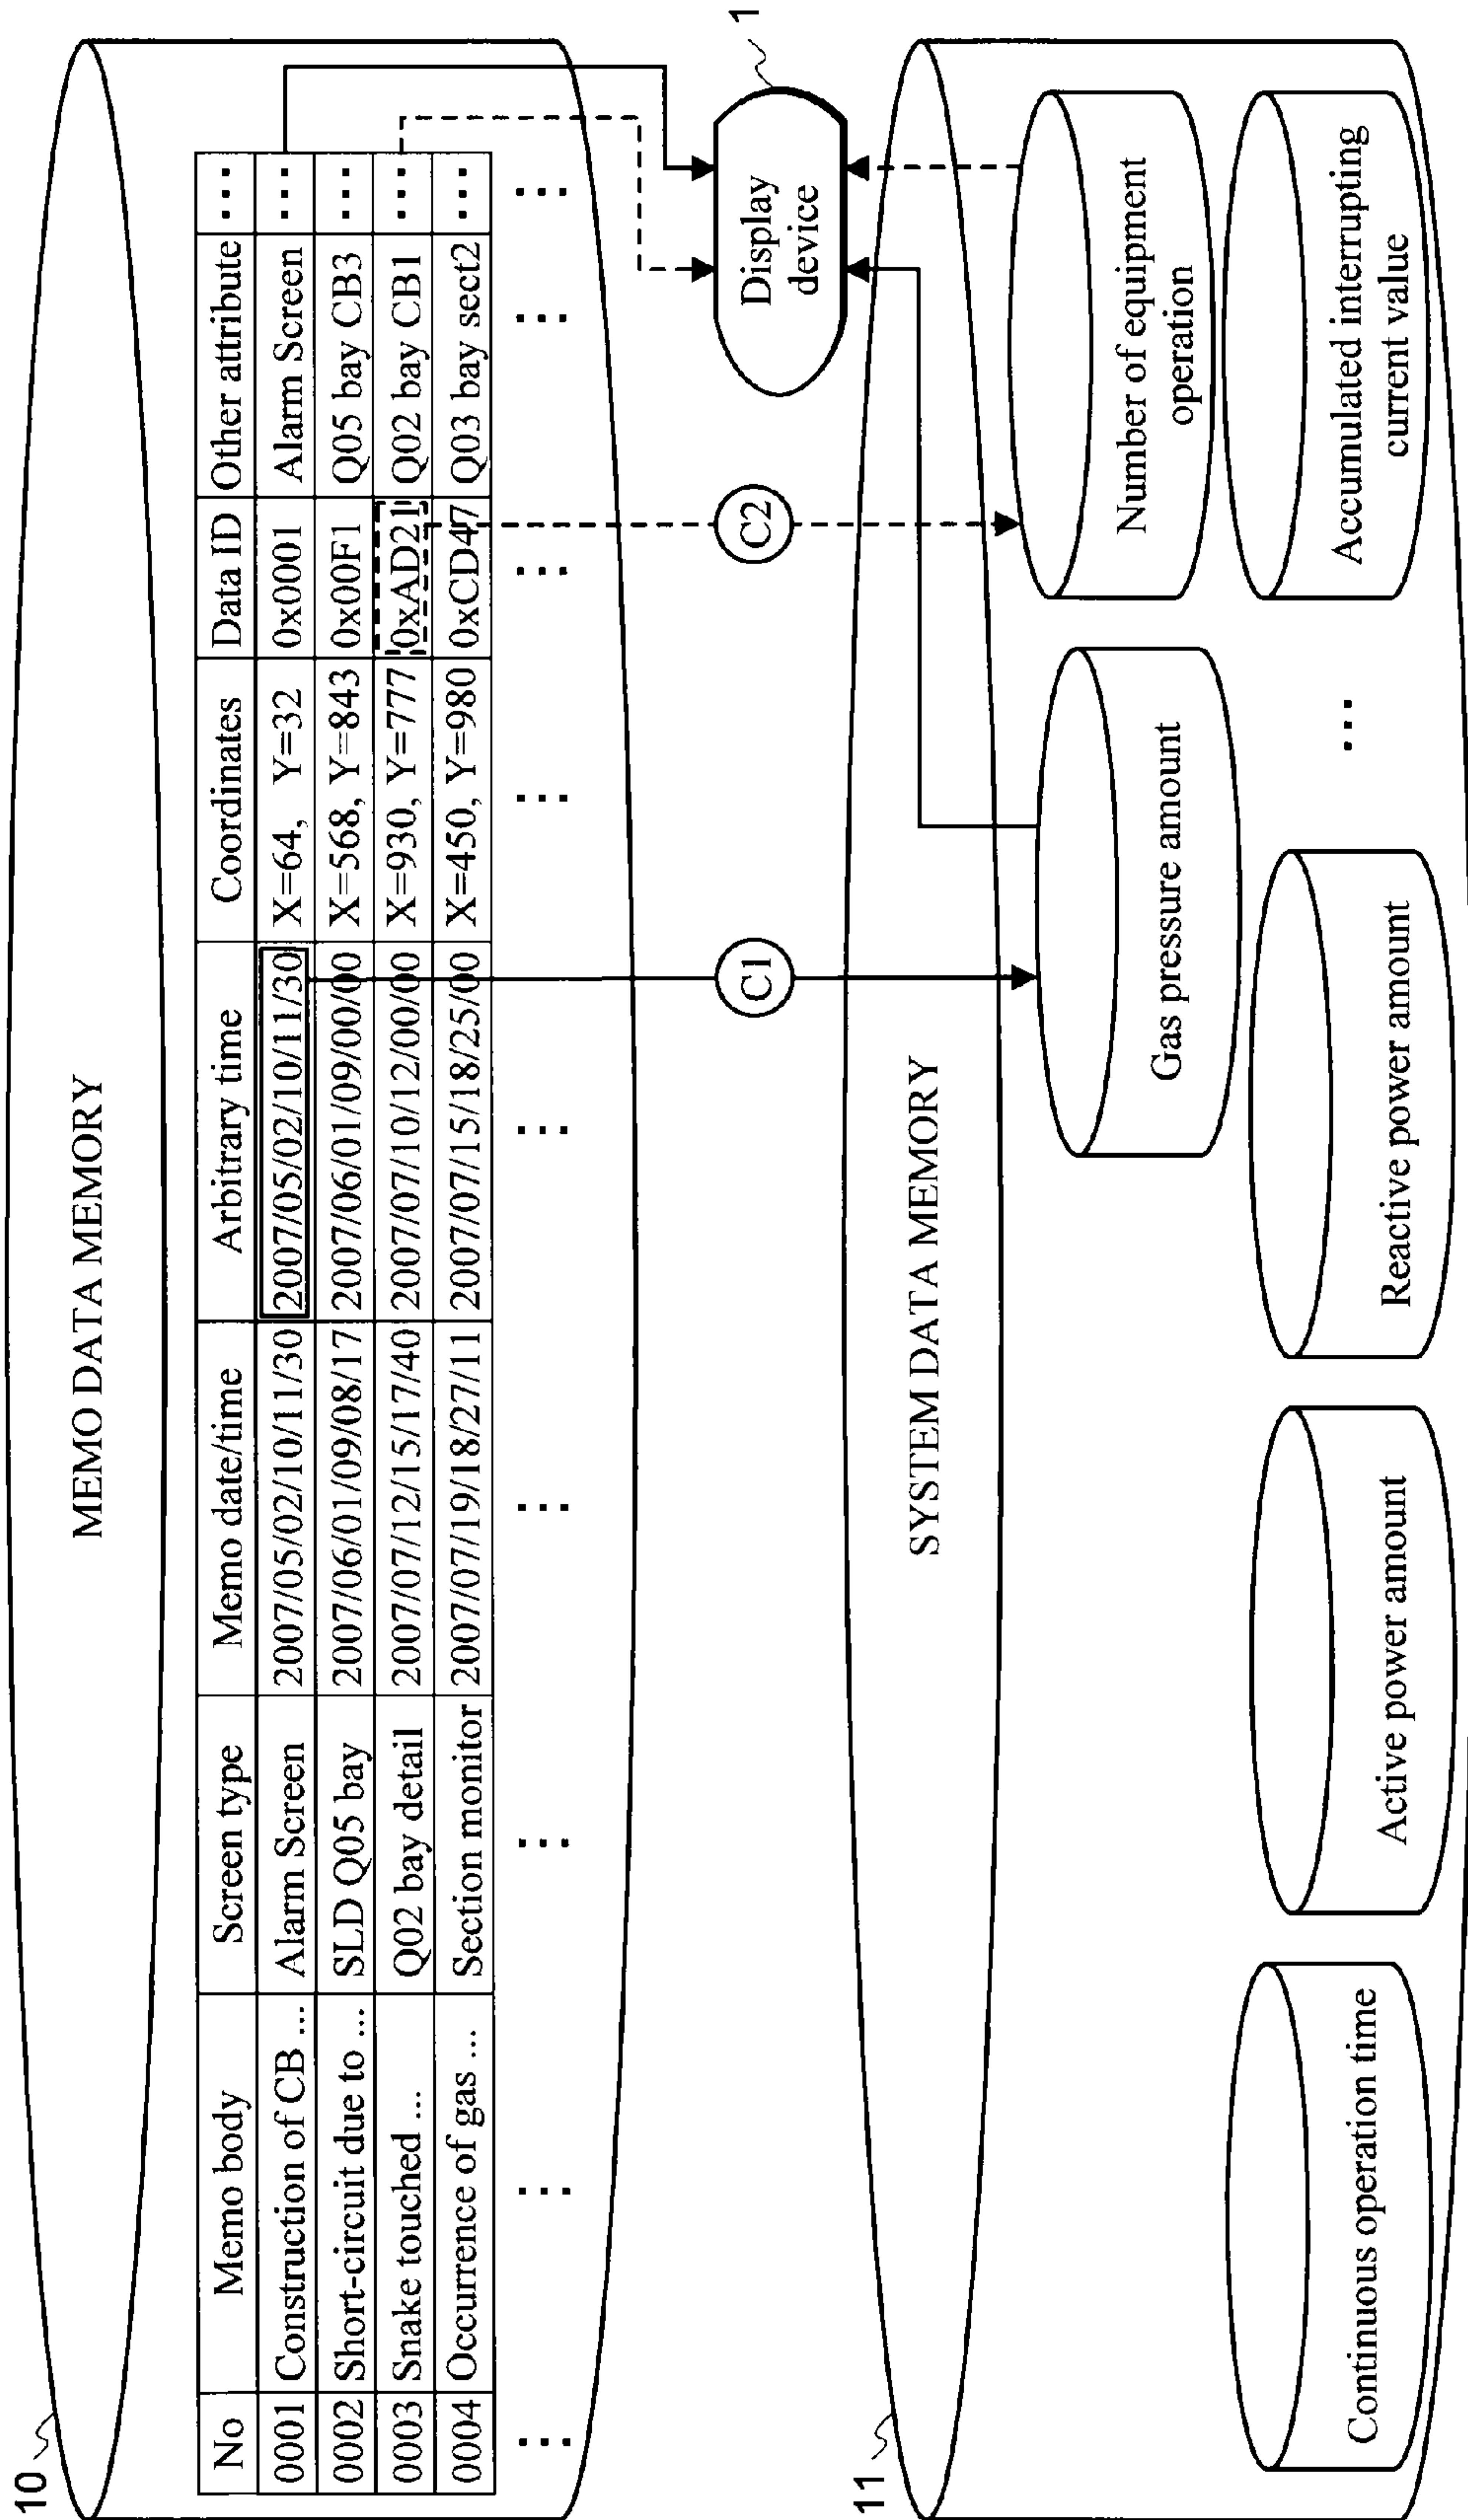 10
MEMO DATA MEMORY
No Memo body Screen type Memo date/time Arbitrary time Coordinates Data ID Other attribute ...
0001 Construction of CB ... Alarm Screen 2007/05/02/10/11/30 2007/05/02/10/11/30 X=64, Y=32 0x0001 Alarm Screen ...
0002 Short-circuit due to ... SLD Q05 bay 2007/06/01/09/08/17 2007/06/01/09/00/00 X=568, Y=843 0x00F1 Q05 bay CB3 ...
0003 Snake touched ... Q02 bay detail 2007/07/12/15/17/40 2007/07/10/12/00/00 X=930, Y=777 0xAD21 Q02 bay CB1 ...
0004 Occurrence of gas ... Section monitor 2007/07/19/18/27/11 2007/07/15/18/25/00 X=450, Y=980 0xCD47 Q03 bay sect2 ...
... ... ... ... ... ... ... ...
C1
C2
Display
device
1
11
SYSTEM DATA MEMORY
Gas pressure amount
Number of equipment
operation
Continuous operation time
Active power amount
Reactive power amount
...
Accumulated interrupting
current value